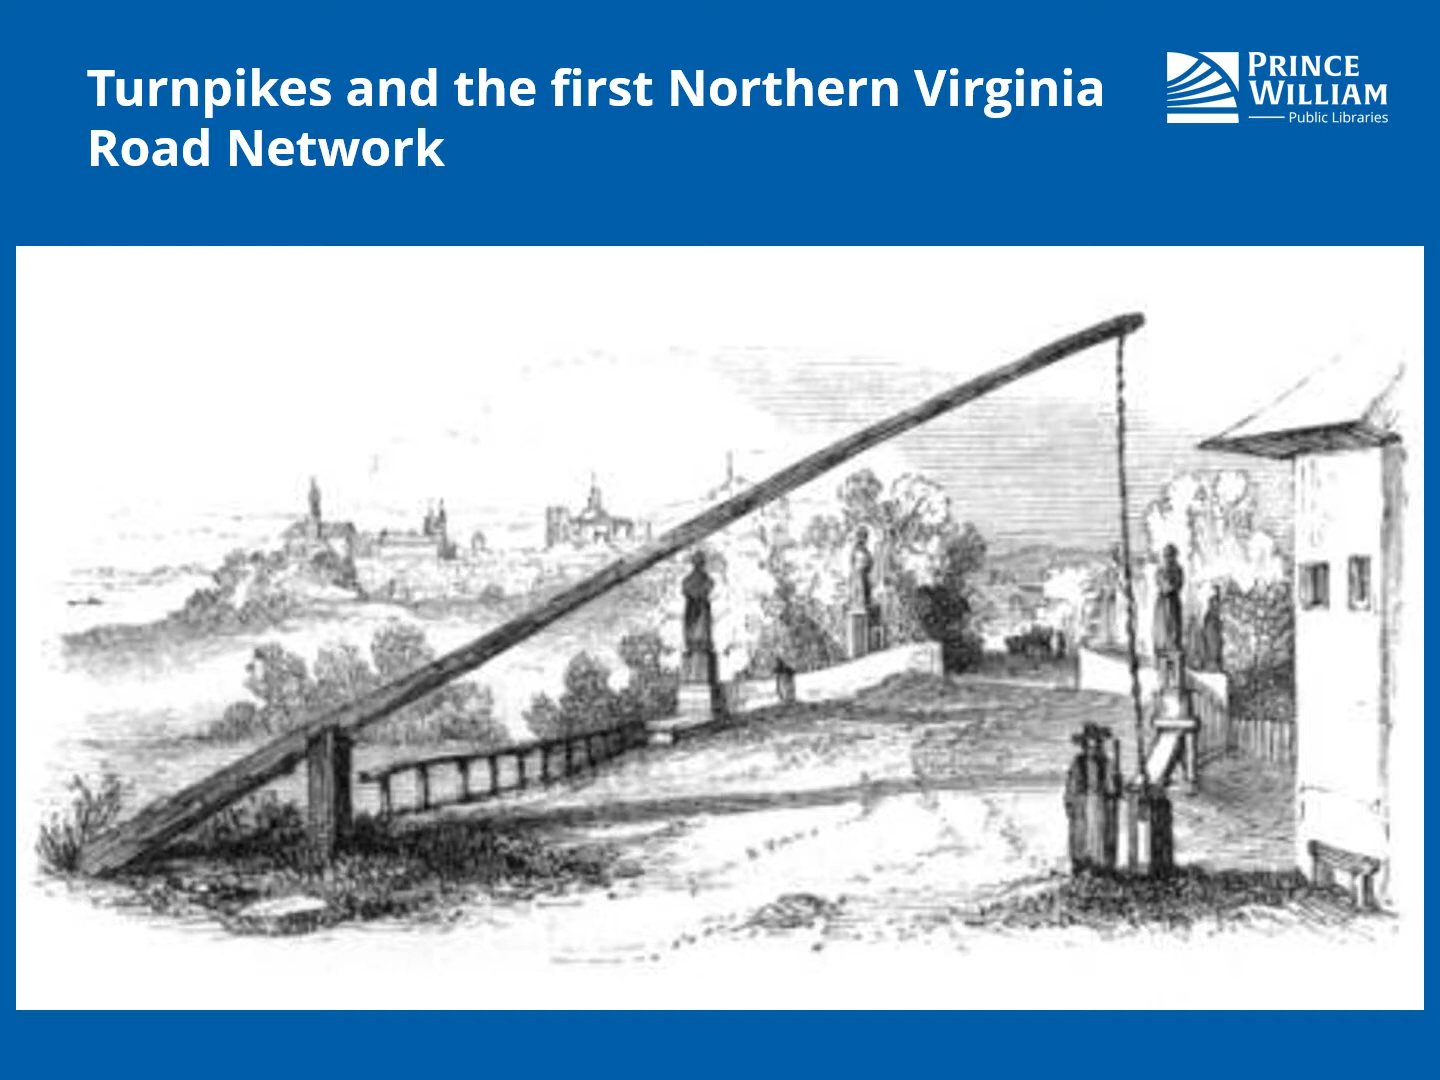 Turnpikes and the first Northern Virginia
Road Network
PRINCE
WILLIAM
Public Libraries